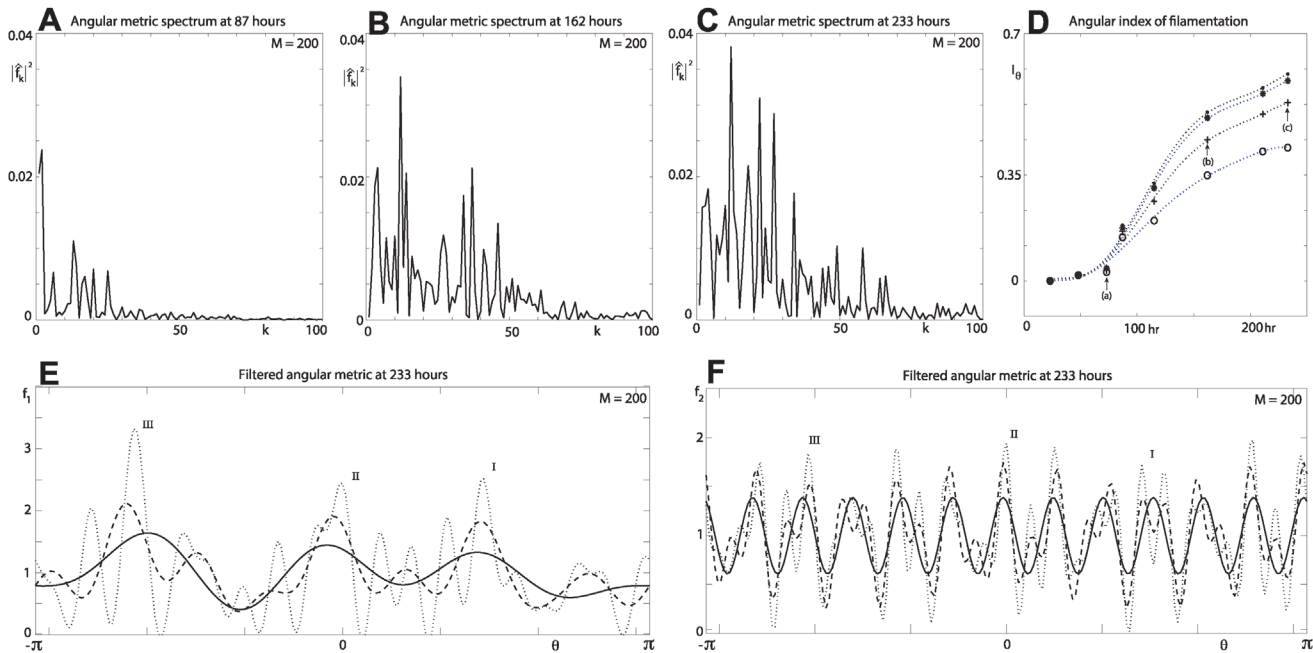 A
Angular metric spectrum at 87 hours
M = 200
0.04
|f̂k|²
0.02
0
0
50
k
100
B
Angular metric spectrum at 162 hours
M = 200
0.04
|f̂k|²
0.02
0
0
50
k
100
C
Angular metric spectrum at 233 hours
M = 200
0.04
|f̂k|²
0.02
0
0
50
k
100
D
Angular index of filamentation
0.7
Iθ
0.35
0
(a)
(b)
(c)
100 hr
200 hr
E
Filtered angular metric at 233 hours
M = 200
f1
3
2
1
0
III
II
I
-π
0
θ
π
F
Filtered angular metric at 233 hours
M = 200
f2
2
1
0
III
II
I
-π
0
θ
π